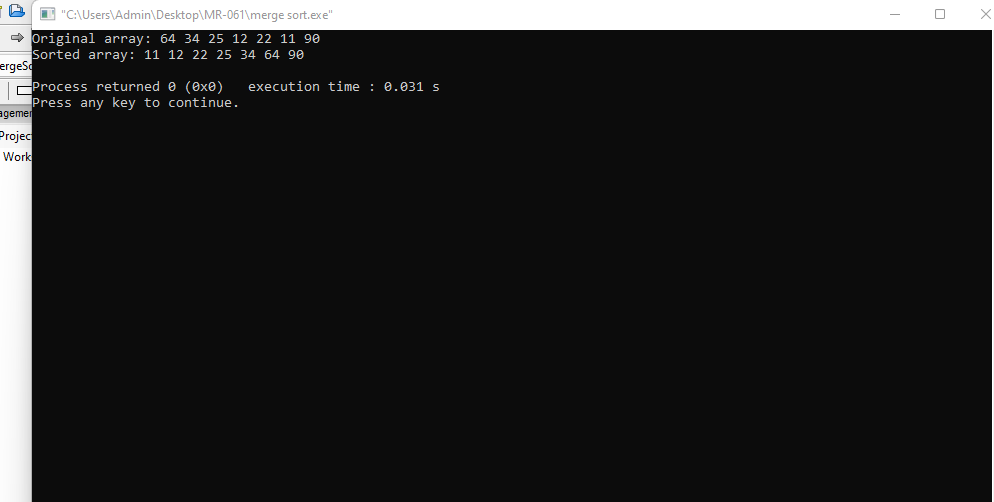 "C:\Users\Admin\Desktop\MR-061\merge sort.exe"
Original array: 64 34 25 12 22 11 90
Sorted array: 11 12 22 25 34 64 90
ergeSo
Process returned 0 (0x0)   execution time : 0.031 s
Press any key to continue.
agemen
Projec
Work